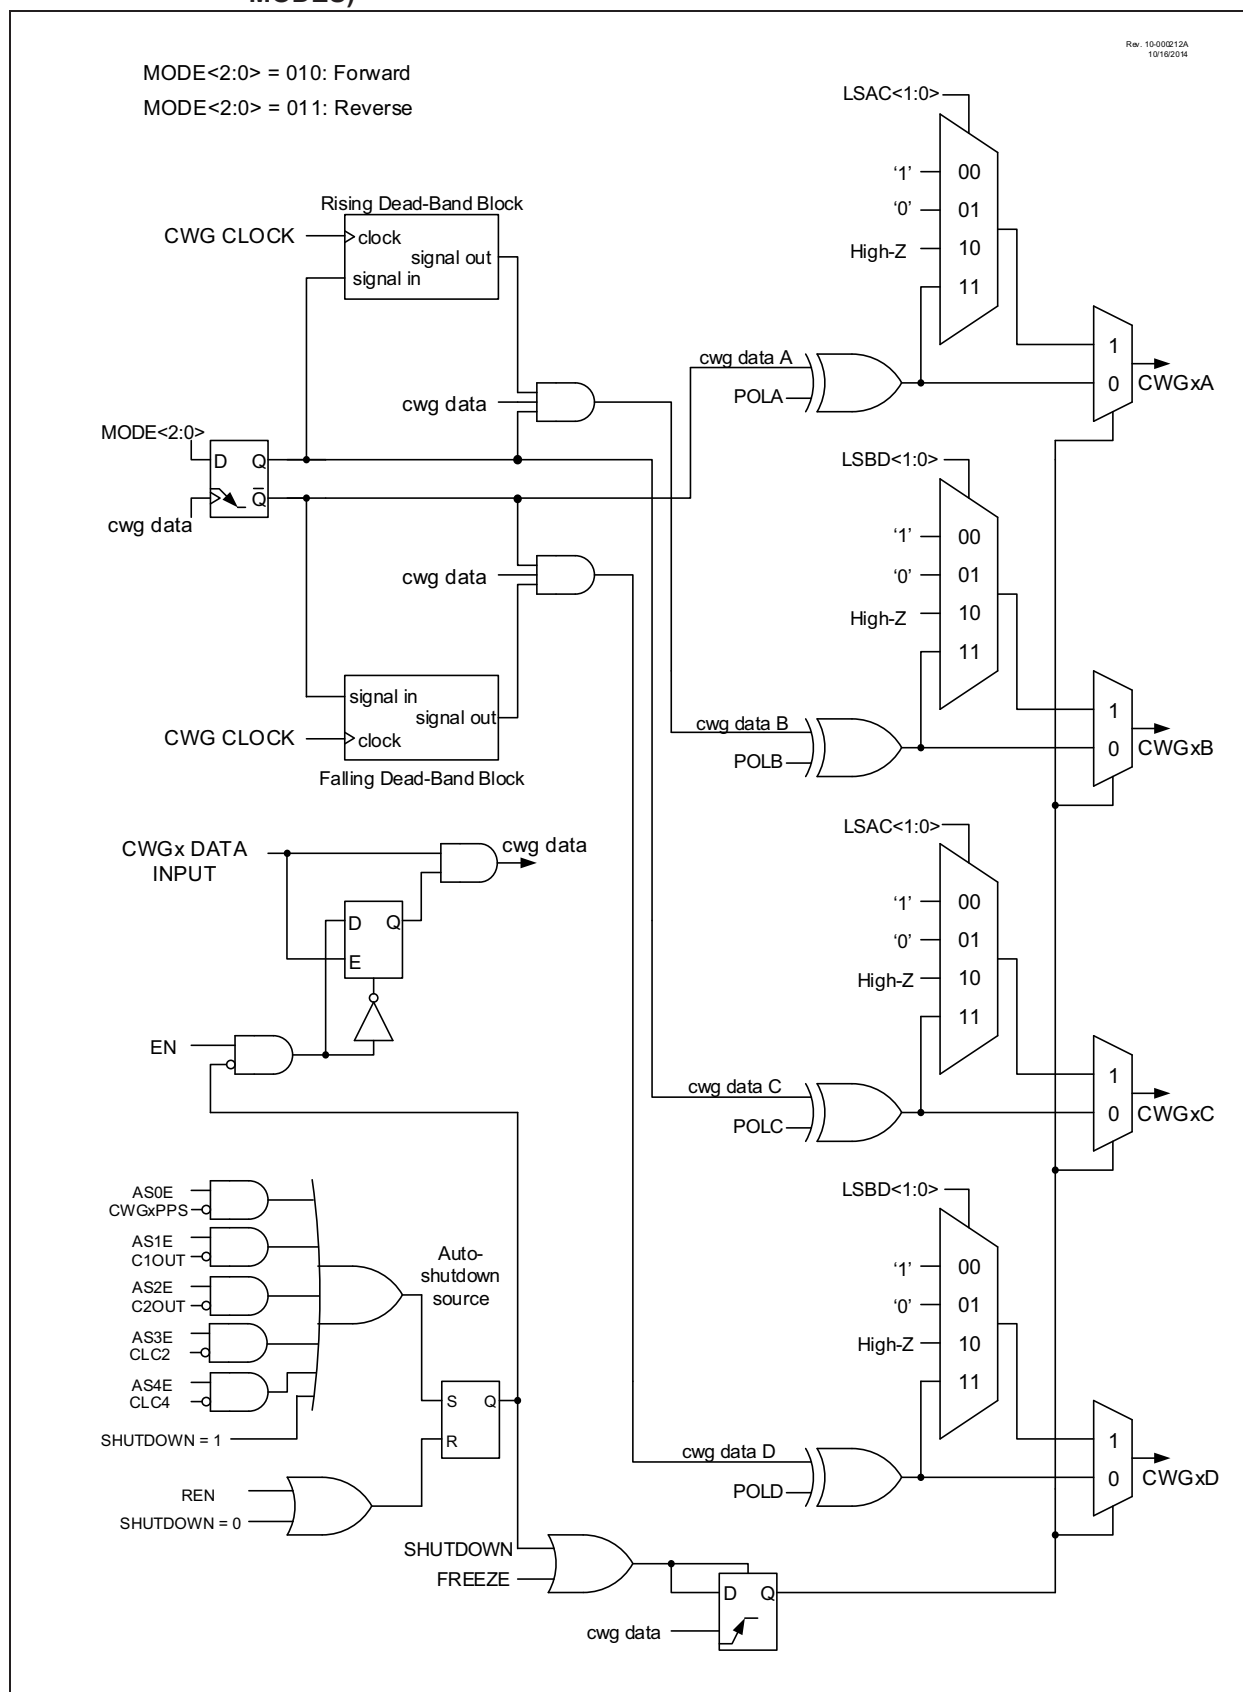 MODES)
Rev. 10-000212A
10/16/2014
MODE<2:0> = 010: Forward
MODE<2:0> = 011: Reverse
LSAC<1:0>
'1'
00
'0'
01
High-Z
10
11
1
0
CWGxA
Rising Dead-Band Block
CWG CLOCK
clock
signal out
signal in
cwg data A
POLA
cwg data
MODE<2:0>
D
Q
Q
cwg data
LSBD<1:0>
'1'
00
'0'
01
High-Z
10
11
1
0
CWGxB
cwg data
signal in
signal out
CWG CLOCK
clock
Falling Dead-Band Block
cwg data B
POLB
CWGx DATA
INPUT
cwg data
D
Q
E
EN
LSAC<1:0>
'1'
00
'0'
01
High-Z
10
11
1
0
CWGxC
cwg data C
POLC
AS0E
CWGxPPS
AS1E
C1OUT
AS2E
C2OUT
AS3E
CLC2
AS4E
CLC4
SHUTDOWN = 1
Auto-
shutdown
source
S
Q
R
REN
SHUTDOWN = 0
LSBD<1:0>
'1'
00
'0'
01
High-Z
10
11
1
0
CWGxD
cwg data D
POLD
SHUTDOWN
FREEZE
D
Q
cwg data